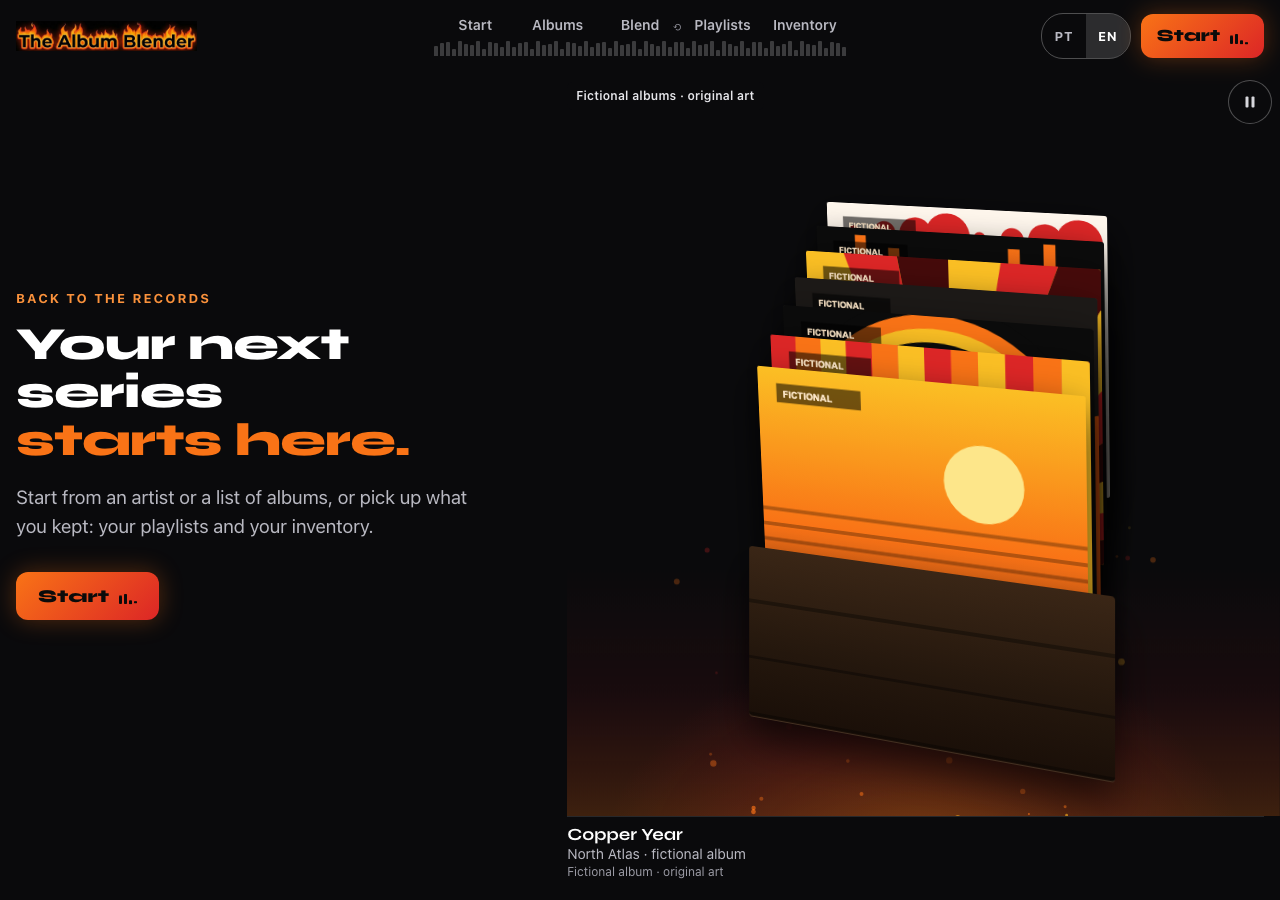 The Album Blender
Start
Albums
Blend
Playlists
Inventory
PT
EN
Start
Fictional albums · original art
FICTIONAL
FICTIONAL
FICTIONAL
FICTIONAL
FICTIONAL
FICTIONAL
FICTIONAL
BACK TO THE RECORDS
Your next
series
starts here.
Start from an artist or a list of albums, or pick up what
you kept: your playlists and your inventory.
Start
Copper Year
North Atlas · fictional album
Fictional album · original art